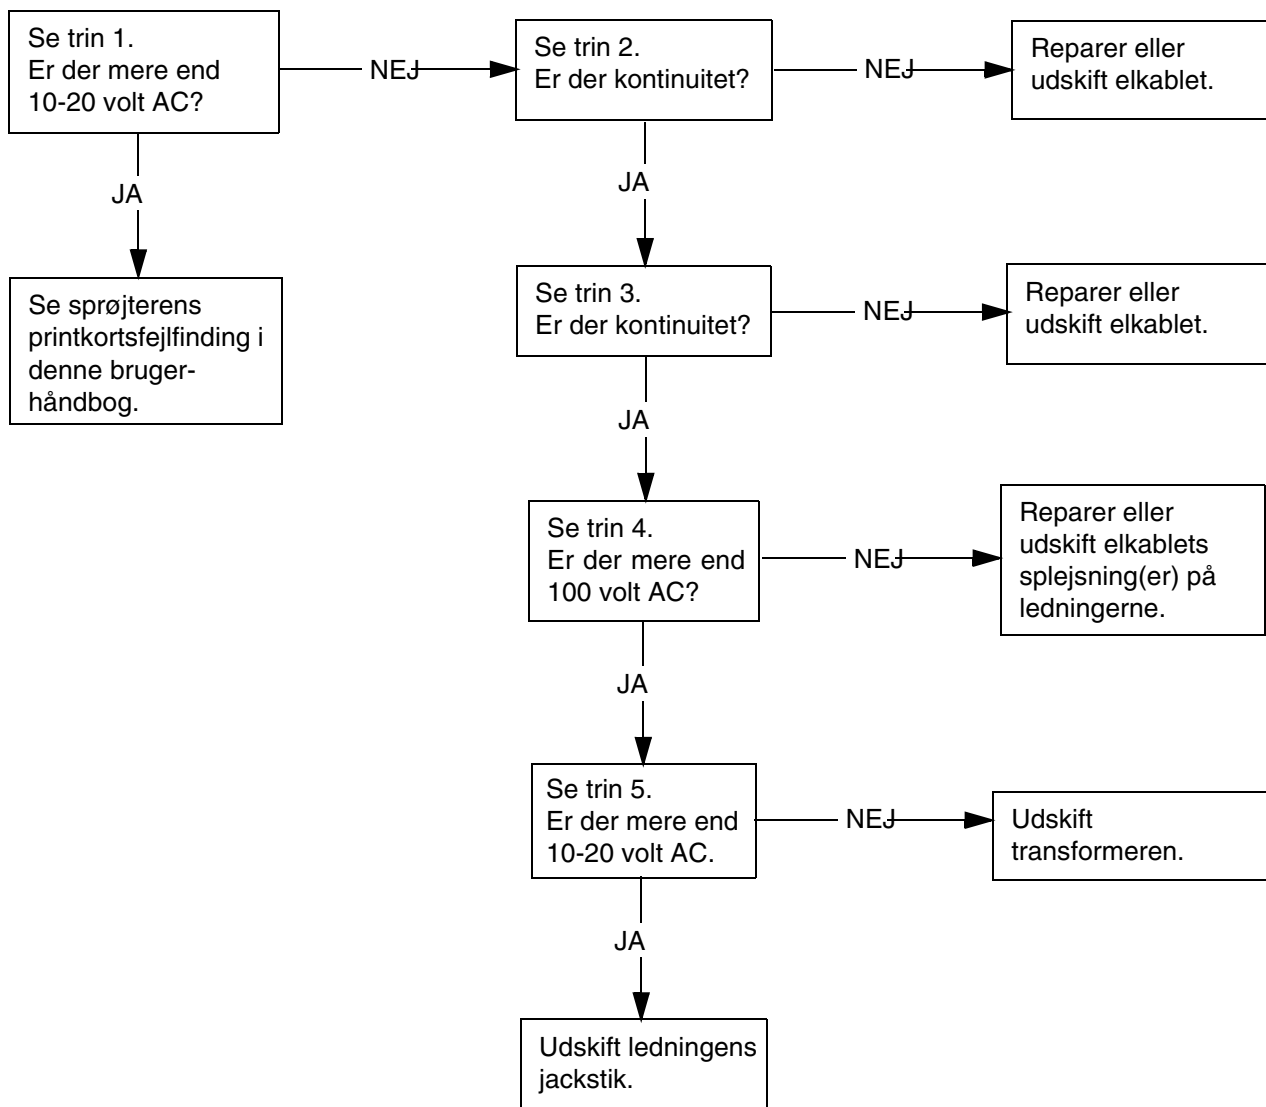 Se trin 1.
Er der mere end
10-20 volt AC?
NEJ
Se trin 2.
Er der kontinuitet?
NEJ
Reparer eller
udskift elkablet.
JA
Se sprøjterens
printkortsfejlfinding i
denne bruger-
håndbog.
JA
Se trin 3.
Er der kontinuitet?
NEJ
Reparer eller
udskift elkablet.
JA
Se trin 4.
Er der mere end
100 volt AC?
NEJ
Reparer eller
udskift elkablets
splejsning(er) på
ledningerne.
JA
Se trin 5.
Er der mere end
10-20 volt AC.
NEJ
Udskift
transformeren.
JA
Udskift ledningens
jackstik.